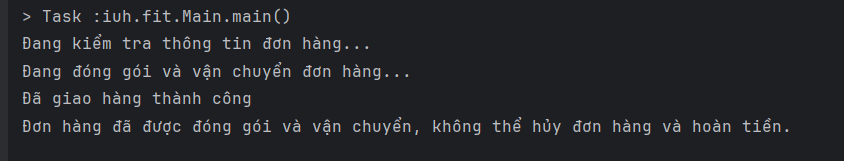 > Task :iuh.fit.Main.main()
Đang kiểm tra thông tin đơn hàng...
Đang đóng gói và vận chuyển đơn hàng...
Đã giao hàng thành công
Đơn hàng đã được đóng gói và vận chuyển, không thể hủy đơn hàng và hoàn tiền.